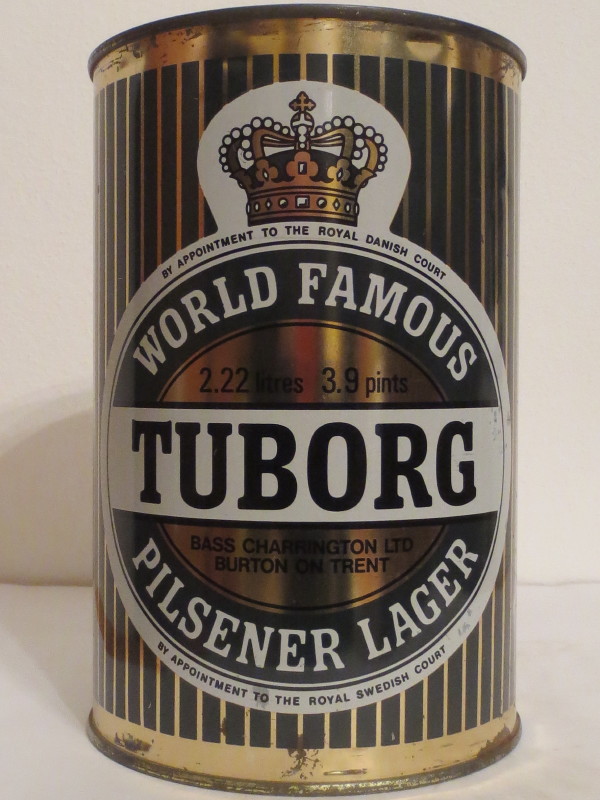 BY APPOINTMENT TO THE ROYAL DANISH COURT
WORLD FAMOUS
2.22 litres 3.9 pints
TUBORG
BASS CHARRINGTON LTD
BURTON ON TRENT
PILSENER LAGER
BY APPOINTMENT TO THE ROYAL SWEDISH COURT